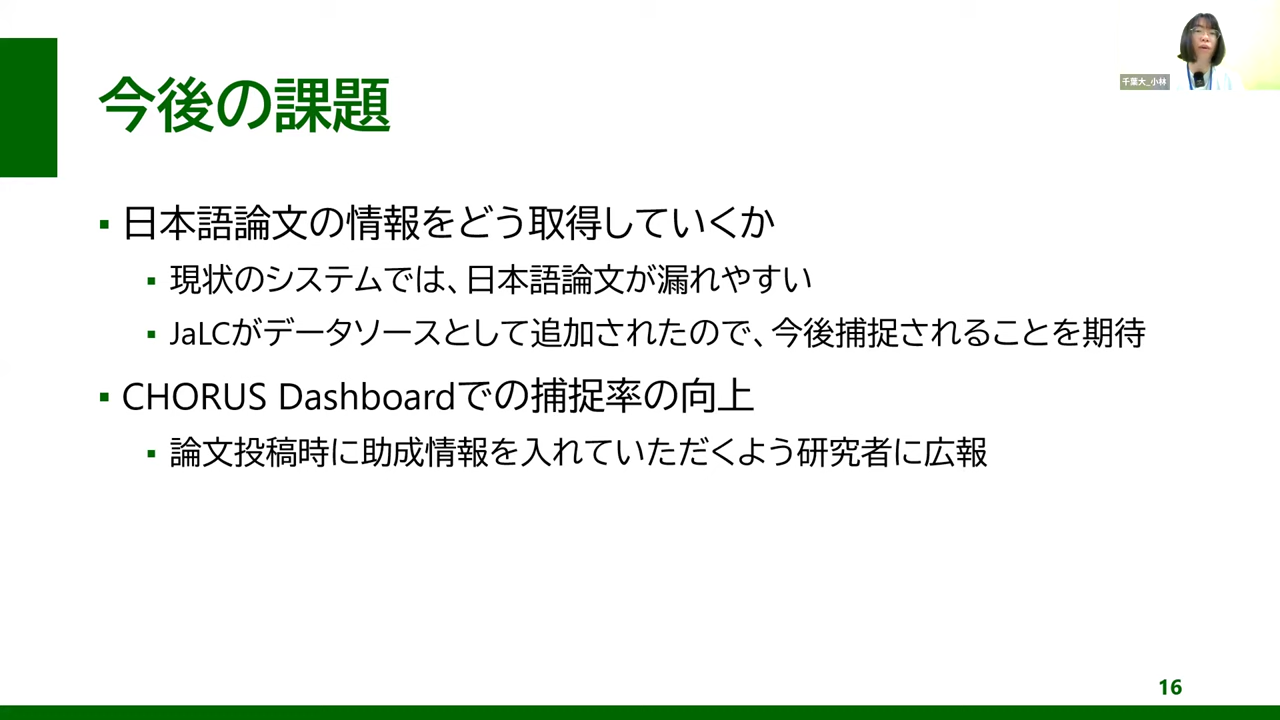 今後の課題
千葉大_小林
▪ 日本語論文の情報をどう取得していくか
▪ 現状のシステムでは、日本語論文が漏れやすい
▪ JaLCがデータソースとして追加されたので、今後捕捉されることを期待
▪ CHORUS Dashboardでの捕捉率の向上
▪ 論文投稿時に助成情報を入れていただくよう研究者に広報
16